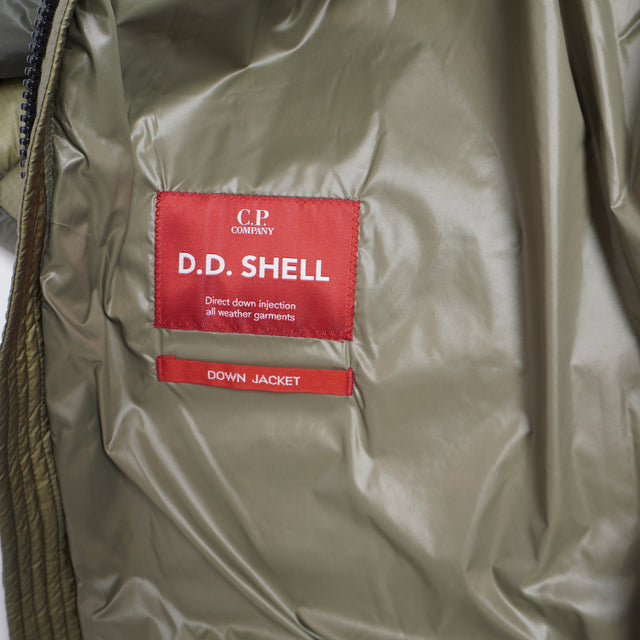 C.P.
COMPANY
D.D. SHELL
Direct down injection
all weather garments
DOWN JACKET